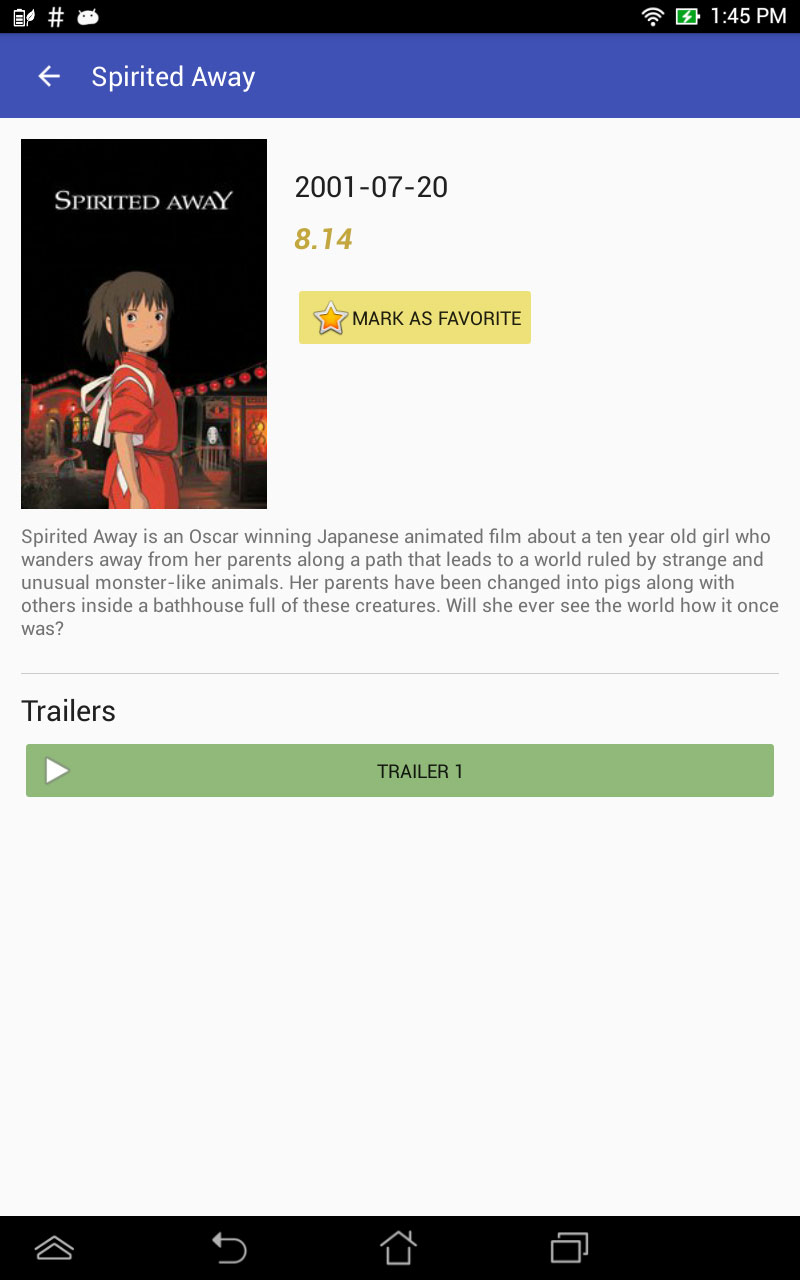 1:45 PM
Spirited Away
SPIRITED AWAY
2001-07-20
8.14
MARK AS FAVORITE
Spirited Away is an Oscar winning Japanese animated film about a ten year old girl who
wanders away from her parents along a path that leads to a world ruled by strange and
unusual monster-like animals. Her parents have been changed into pigs along with
others inside a bathhouse full of these creatures. Will she ever see the world how it once
was?
Trailers
TRAILER 1